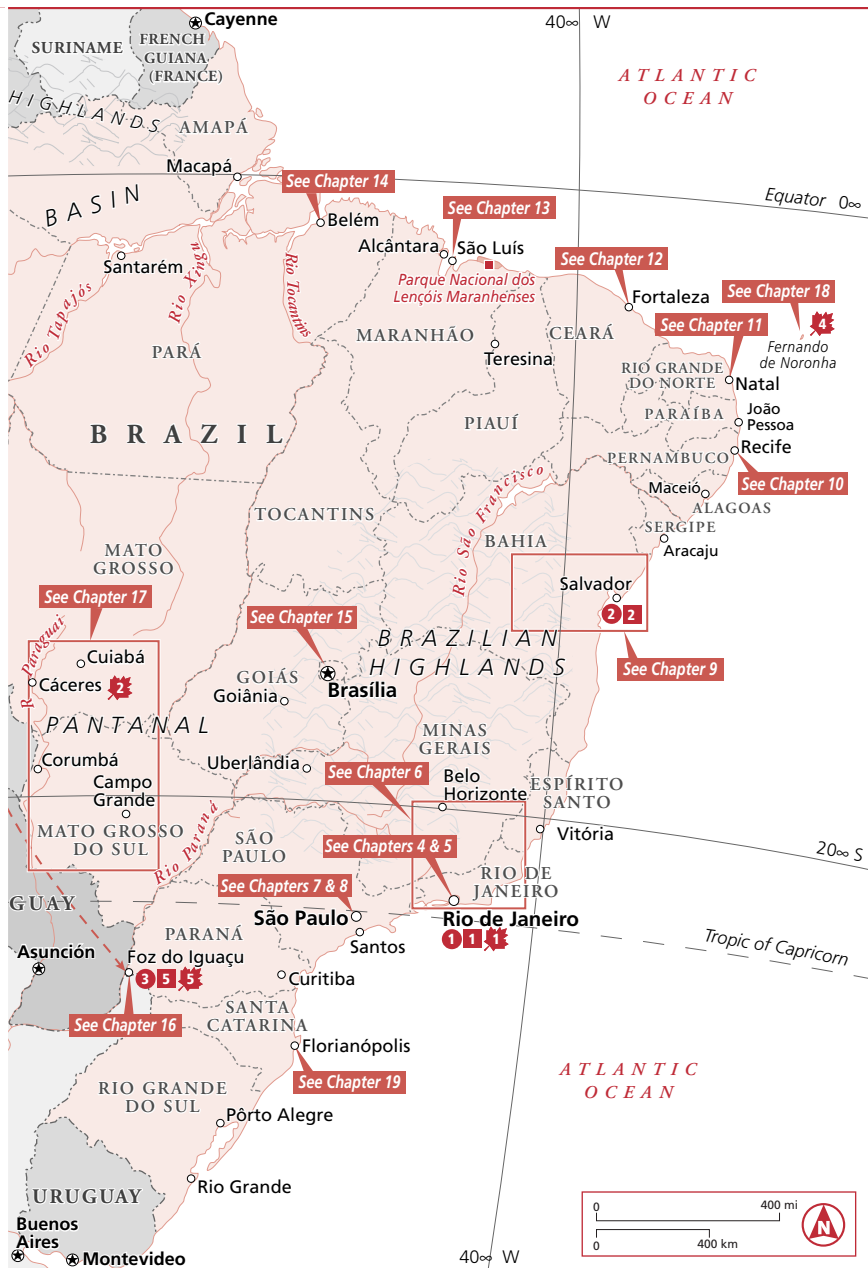 Cayenne
40∞ W
SURINAME
FRENCH
GUIANA
(FRANCE)
ATLANTIC
OCEAN
HIGHLANDS
AMAPÁ
Macapá
See Chapter 14
BASIN
Equator 0∞
Belém
See Chapter 13
Alcântara
São Luís
Santarém
Rio Tapajós
Rio Xingu
Rio Tocantins
Parque Nacional dos
Lençóis Maranhenses
See Chapter 12
Fortaleza
See Chapter 18
4
See Chapter 11
Fernando
de Noronha
MARANHÃO
CEARÁ
PARÁ
Teresina
RIO GRANDE
DO NORTE
Natal
PARAÍBA
João
Pessoa
BRAZIL
PIAUÍ
PERNAMBUCO
Recife
See Chapter 10
Maceió
ALAGOAS
TOCANTINS
Rio São Francisco
SERGIPE
Aracaju
BAHIA
MATO
GROSSO
Salvador
2 2
See Chapter 17
See Chapter 15
R. Paraguai
Cuiabá
BRAZILIAN
HIGHLANDS
See Chapter 9
Cáceres 2
GOIÁS
Brasília
Goiânia
PANTANAL
MINAS
GERAIS
Corumbá
Uberlândia
See Chapter 6
Belo
Horizonte
ESPÍRITO
SANTO
Campo
Grande
Vitória
MATO GROSSO
DO SUL
Rio Paraná
SÃO
PAULO
See Chapters 4 & 5
20∞ S
RIO DE
JANEIRO
See Chapters 7 & 8
GUAY
São Paulo
Rio de Janeiro
1 1 1
Santos
Tropic of Capricorn
PARANÁ
Asunción
Foz do Iguaçu
3 5 5
Curitiba
SANTA
CATARINA
See Chapter 16
Florianópolis
See Chapter 19
ATLANTIC
OCEAN
RIO GRANDE
DO SUL
Pôrto Alegre
Rio Grande
URUGUAY
Buenos
Aires
Montevideo
40∞ W
0 400 mi
0 400 km
N